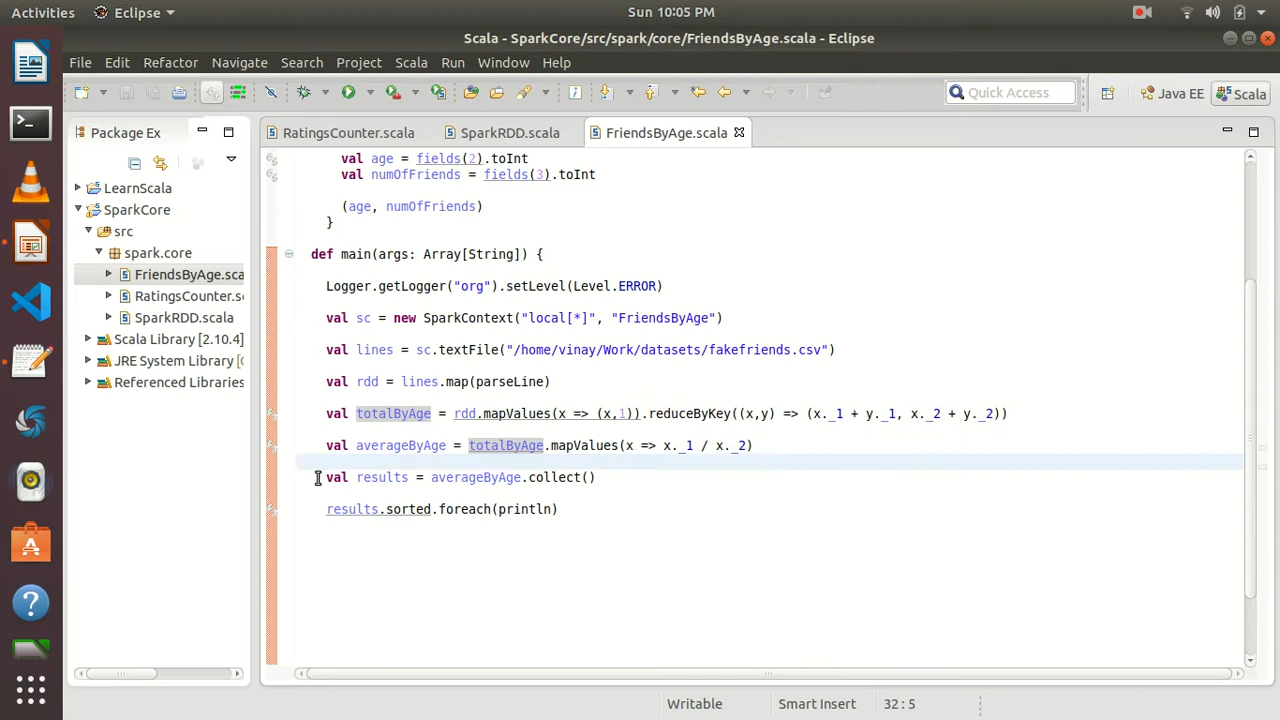 Activities
Eclipse
Sun 10:05 PM
Scala - SparkCore/src/spark/core/FriendsByAge.scala - Eclipse
File Edit Refactor Navigate Search Project Scala Run Window Help
Quick Access
Java EE
Scala
Package Ex
RatingsCounter.scala
SparkRDD.scala
FriendsByAge.scala
LearnScala
SparkCore
src
spark.core
FriendsByAge.sca
RatingsCounter.s
SparkRDD.scala
Scala Library [2.10.4]
JRE System Library [
Referenced Libraries
val age = fields(2).toInt
val numOfFriends = fields(3).toInt
(age, numOfFriends)
}
def main(args: Array[String]) {
Logger.getLogger("org").setLevel(Level.ERROR)
val sc = new SparkContext("local[*]", "FriendsByAge")
val lines = sc.textFile("/home/vinay/Work/datasets/fakefriends.csv")
val rdd = lines.map(parseLine)
val totalByAge = rdd.mapValues(x => (x,1)).reduceByKey((x,y) => (x._1 + y._1, x._2 + y._2))
val averageByAge = totalByAge.mapValues(x => x._1 / x._2)
val results = averageByAge.collect()
results.sorted.foreach(println)
Writable
Smart Insert
32 : 5